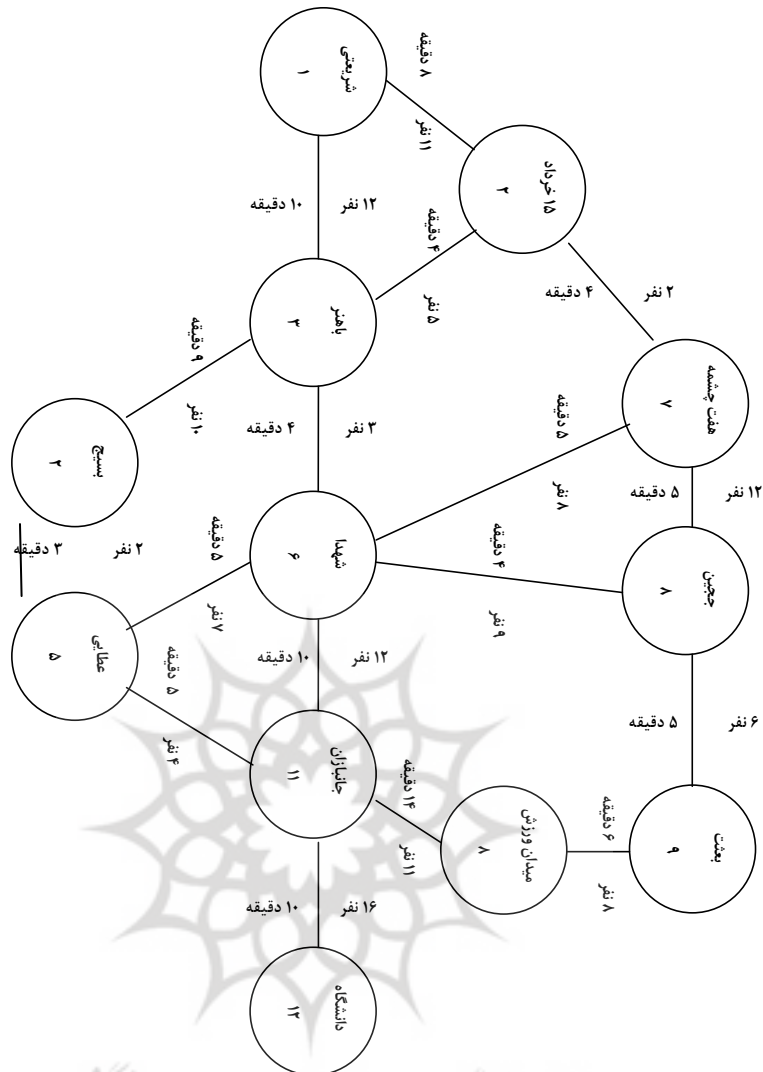 شریعتی
۱
۸ دقیقه
۱۱ نفر
۱۵ خرداد
۲
۱۰ دقیقه
۱۲ نفر
۴ دقیقه
۵ نفر
۴ دقیقه
۲ نفر
باهنر
۳
هفت چشمه
۷
۹ دقیقه
۱۰ نفر
۴ دقیقه
۳ نفر
۵ دقیقه
۸ نفر
بسیج
۴
۵ دقیقه
۱۲ نفر
۳ دقیقه
۲ نفر
شهدا
۶
۴ دقیقه
۹ نفر
ججین
۸
۵ دقیقه
۷ نفر
عطایی
۵
۵ دقیقه
۴ نفر
۱۰ دقیقه
۱۲ نفر
۵ دقیقه
۶ نفر
جانبازان
۱۱
۱۴ دقیقه
۱۱ نفر
میدان ورزش
۸
۶ دقیقه
۸ نفر
بعثت
۹
۱۰ دقیقه
۱۶ نفر
دانشگاه
۱۲